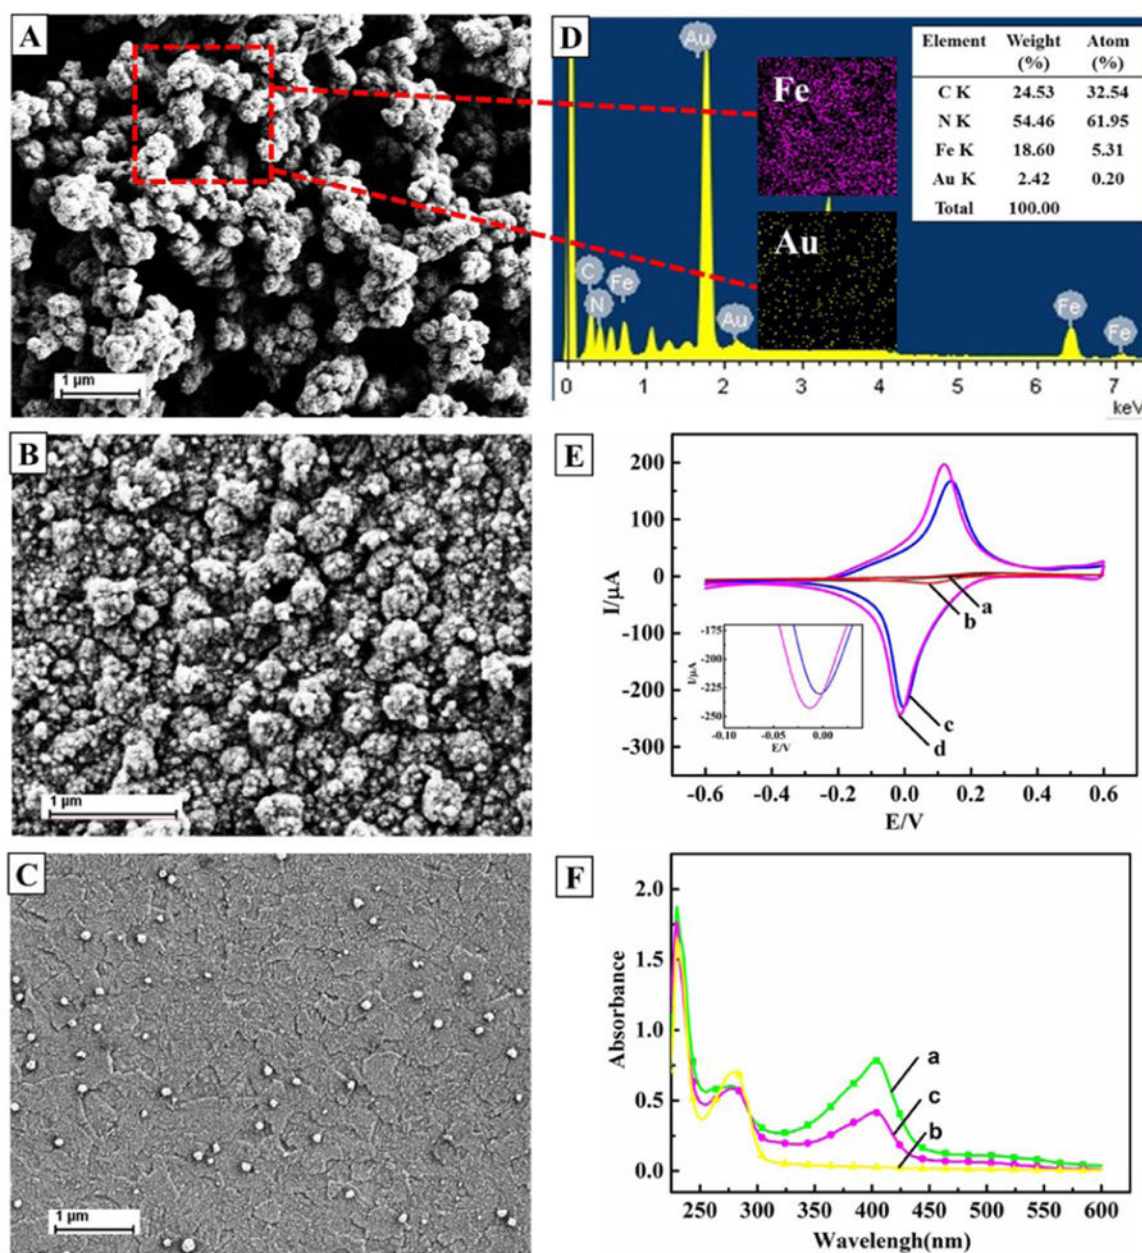 A
1 µm
B
1 µm
C
1 µm
D
Au
C
N
Fe
Au
Fe
Fe
Fe
Au
Element Weight (%) Atom (%)
C K 24.53 32.54
N K 54.46 61.95
Fe K 18.60 5.31
Au K 2.42 0.20
Total 100.00
0 1 2 3 4 5 6 7
keV
E
I/µA
200
100
0
-100
-200
-300
a
b
c
d
-175
-200
-225
-250
I/µA
-0.10 -0.05 0.00
E/V
-0.6 -0.4 -0.2 0.0 0.2 0.4 0.6
E/V
F
Absorbance
2.0
1.5
1.0
0.5
0.0
a
c
b
250 300 350 400 450 500 550 600
Wavelengh(nm)